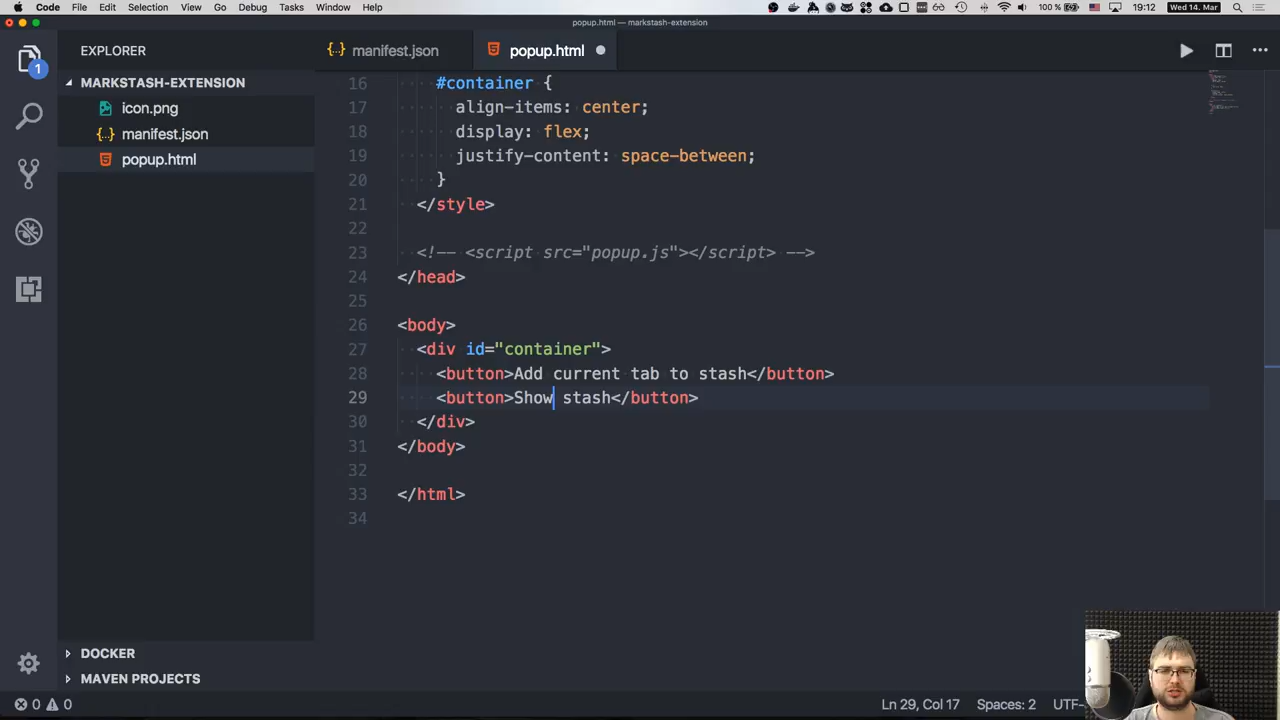 Code File Edit Selection View Go Debug Tasks Window Help 100 % 19:12 Wed 14. Mar
popup.html — markstash-extension
EXPLORER
manifest.json
popup.html
1
MARKSTASH-EXTENSION
icon.png
manifest.json
popup.html
16 #container {
17 align-items: center;
18 display: flex;
19 justify-content: space-between;
20 }
21 </style>
22
23 <!-- <script src="popup.js"></script> -->
24 </head>
25
26 <body>
27 <div id="container">
28 <button>Add current tab to stash</button>
29 <button>Show stash</button>
30 </div>
31 </body>
32
33 </html>
34
DOCKER
MAVEN PROJECTS
0 0 Ln 29, Col 17 Spaces: 2 UTF-